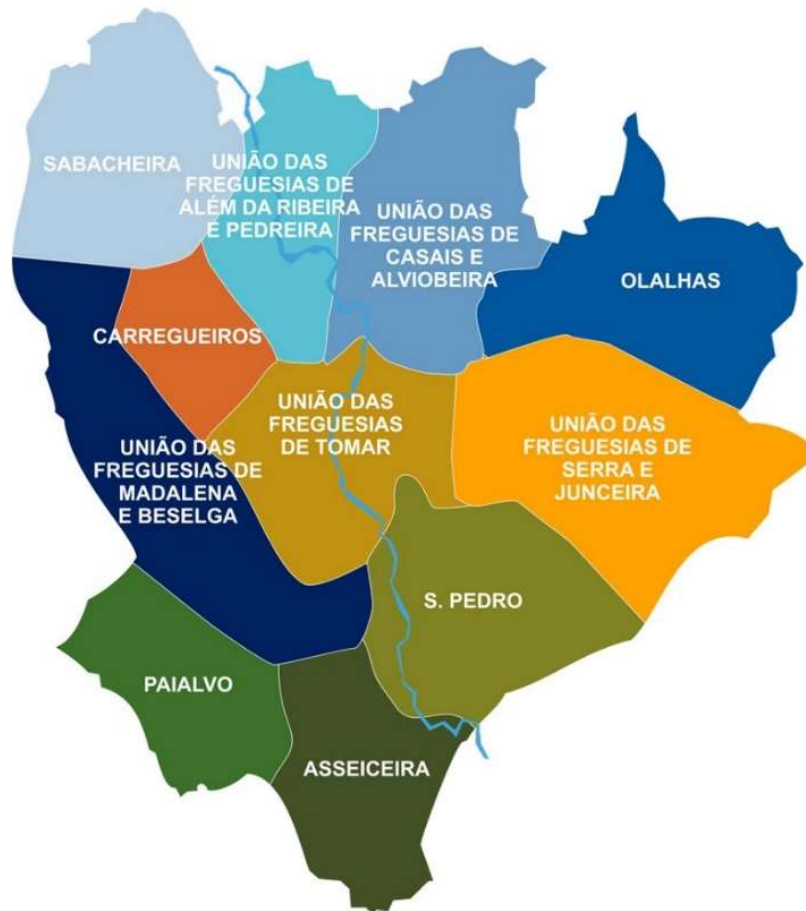 SABACHEIRA
UNIÃO DAS
FREGUESIAS DE
ALÉM DA RIBEIRA
E PEDREIRA
UNIÃO DAS
FREGUESIAS DE
CASAIS E
ALVIOBEIRA
OLALHAS
CARREGUEIROS
UNIÃO DAS
FREGUESIAS
DE TOMAR
UNIÃO DAS
FREGUESIAS DE
SERRA E
JUNCEIRA
UNIÃO DAS
FREGUESIAS DE
MADALENA
E BESELGA
S. PEDRO
PAIALVO
ASSEICEIRA